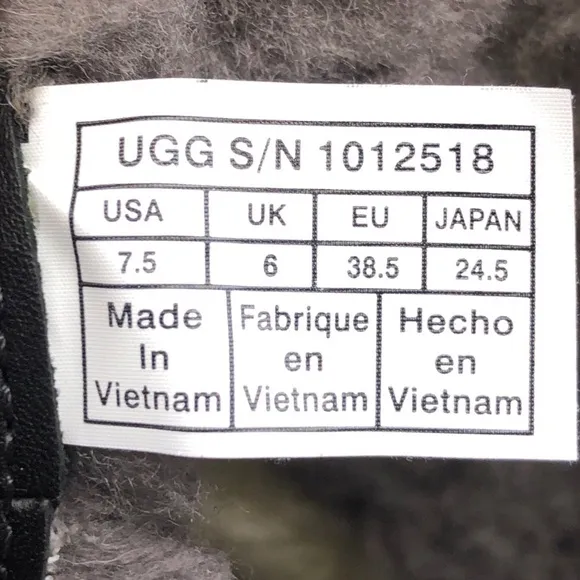 UGG S/N 1012518
USA UK EU JAPAN
7.5 6 38.5 24.5
Made Fabrique Hecho
In en en
Vietnam Vietnam Vietnam